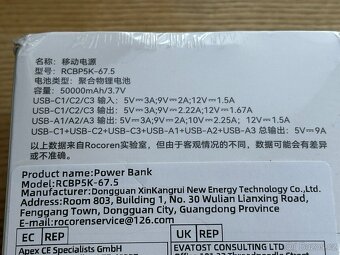 名称：移动电源
型号：RCBP5K-67.5
电池类型：聚合物锂电池
容量：50000mAh/3.7V
USB-C1/C2/C3 输入：5V⎓3A;9V⎓2A;12V⎓1.5A
USB-C1/C2/C3 输出：5V⎓3A;9V⎓2.22A;12V⎓1.67A
USB-A1/A2/A3 输出：5V⎓3A;9V⎓2A;10V⎓2.25A；12V⎓1.5A
USB-C1+USB-C2+USB-C3+USB-A1+USB-A2+USB-A3 总输出：5V⎓9A
以上数据来自Rocoren实验室，但由于客观情况的不同，数据可能会有差异
或不准确。
Product name:Power Bank
Model:RCBP5K-67.5
Manufacturer:Dongguan XinKangrui New Energy Technology Co.,Ltd.
Address:Room 803, Building 1, No. 30 Wulian Lianxing Road,
Fenggang Town, Dongguan City, Guangdong Province
E-mail:rocorenservice@126.com
EC REP
UK REP
Apex CE Specialists GmbH
EVATOST CONSULTING LTD